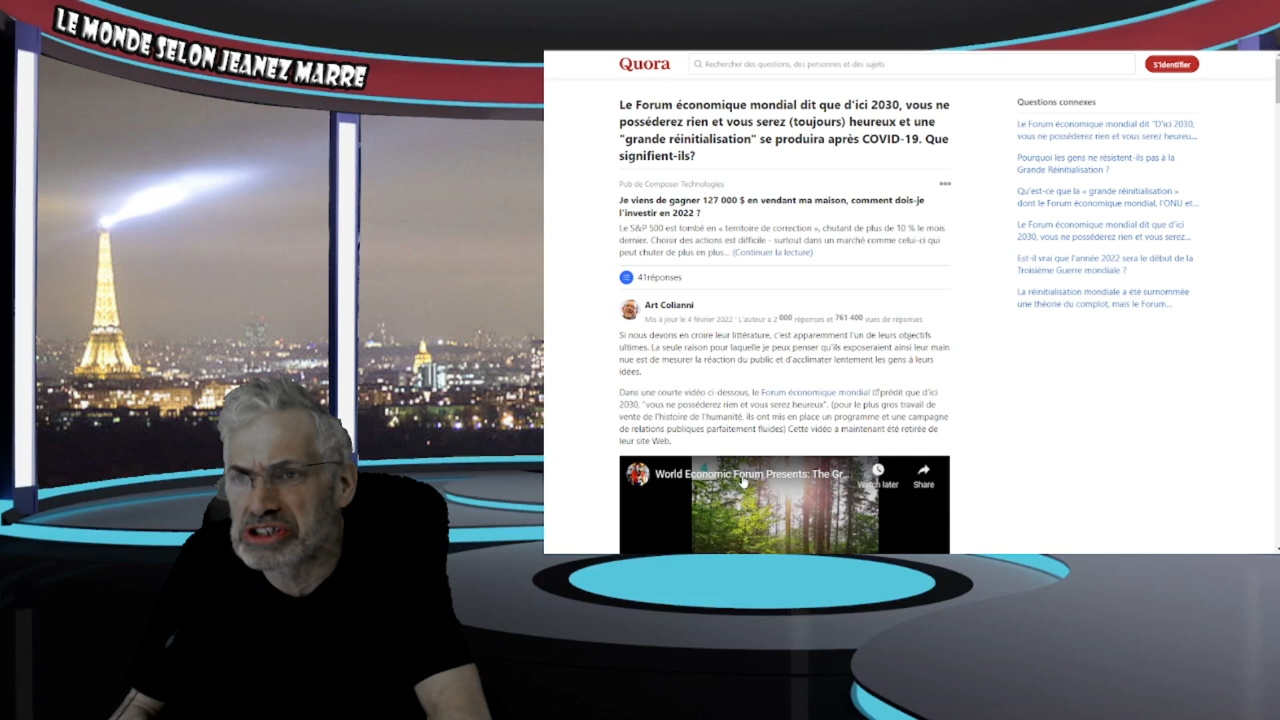 LE MONDE SELON JEANEZ MARRE
Quora
Rechercher des questions, des personnes et des sujets
S'identifier
Le Forum économique mondial dit que d'ici 2030, vous ne
posséderez rien et vous serez (toujours) heureux et une
"grande réinitialisation" se produira après COVID-19. Que
signifient-ils?
Pub de Composer Technologies
Je viens de gagner 127 000 $ en vendant ma maison, comment dois-je
l'investir en 2022 ?
Le S&P 500 est tombé en « territoire de correction », chutant de plus de 10 % le mois
dernier. Choisir des actions est difficile - surtout dans un marché comme celui-ci qui
peut chuter de plus en plus... (Continuer la lecture)
41réponses
Art Colianni
Mis à jour le 4 février 2022 · L'auteur a 2 000 réponses et 761 400 vues de réponses
Si nous devons en croire leur littérature, c'est apparemment l'un de leurs objectifs
ultimes. La seule raison pour laquelle je peux penser qu'ils exposeraient ainsi leur main
nue est de mesurer la réaction du public et d'acclimater lentement les gens à leurs
idées.
Dans une courte vidéo ci-dessous, le Forum économique mondial prédit que d'ici
2030, "vous ne posséderez rien et vous serez heureux". (pour le plus gros travail de
vente de l'histoire de l'humanité, ils ont mis en place un programme et une campagne
de relations publiques parfaitement fluides) Cette vidéo a maintenant été retirée de
leur site Web.
World Economic Forum Presents: The Gr...
Watch later
Share
Questions connexes
Le Forum économique mondial dit "D'ici 2030,
vous ne posséderez rien et vous serez heureu...
Pourquoi les gens ne résistent-ils pas à la
Grande Réinitialisation ?
Qu'est-ce que la « grande réinitialisation »
dont le Forum économique mondial, l'ONU et...
Le Forum économique mondial dit que d'ici
2030, vous ne posséderez rien et vous serez...
Est-il vrai que l'année 2022 sera le début de la
Troisième Guerre mondiale ?
La réinitialisation mondiale a été surnommée
une théorie du complot, mais le Forum...